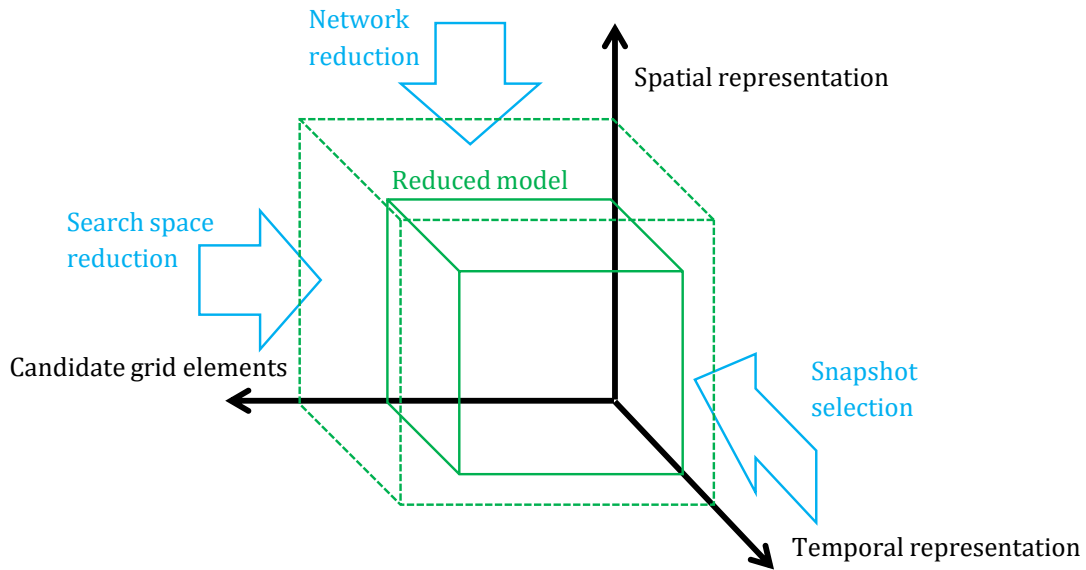 Network
reduction
Spatial representation
Reduced model
Search space
reduction
Candidate grid elements
Snapshot
selection
Temporal representation